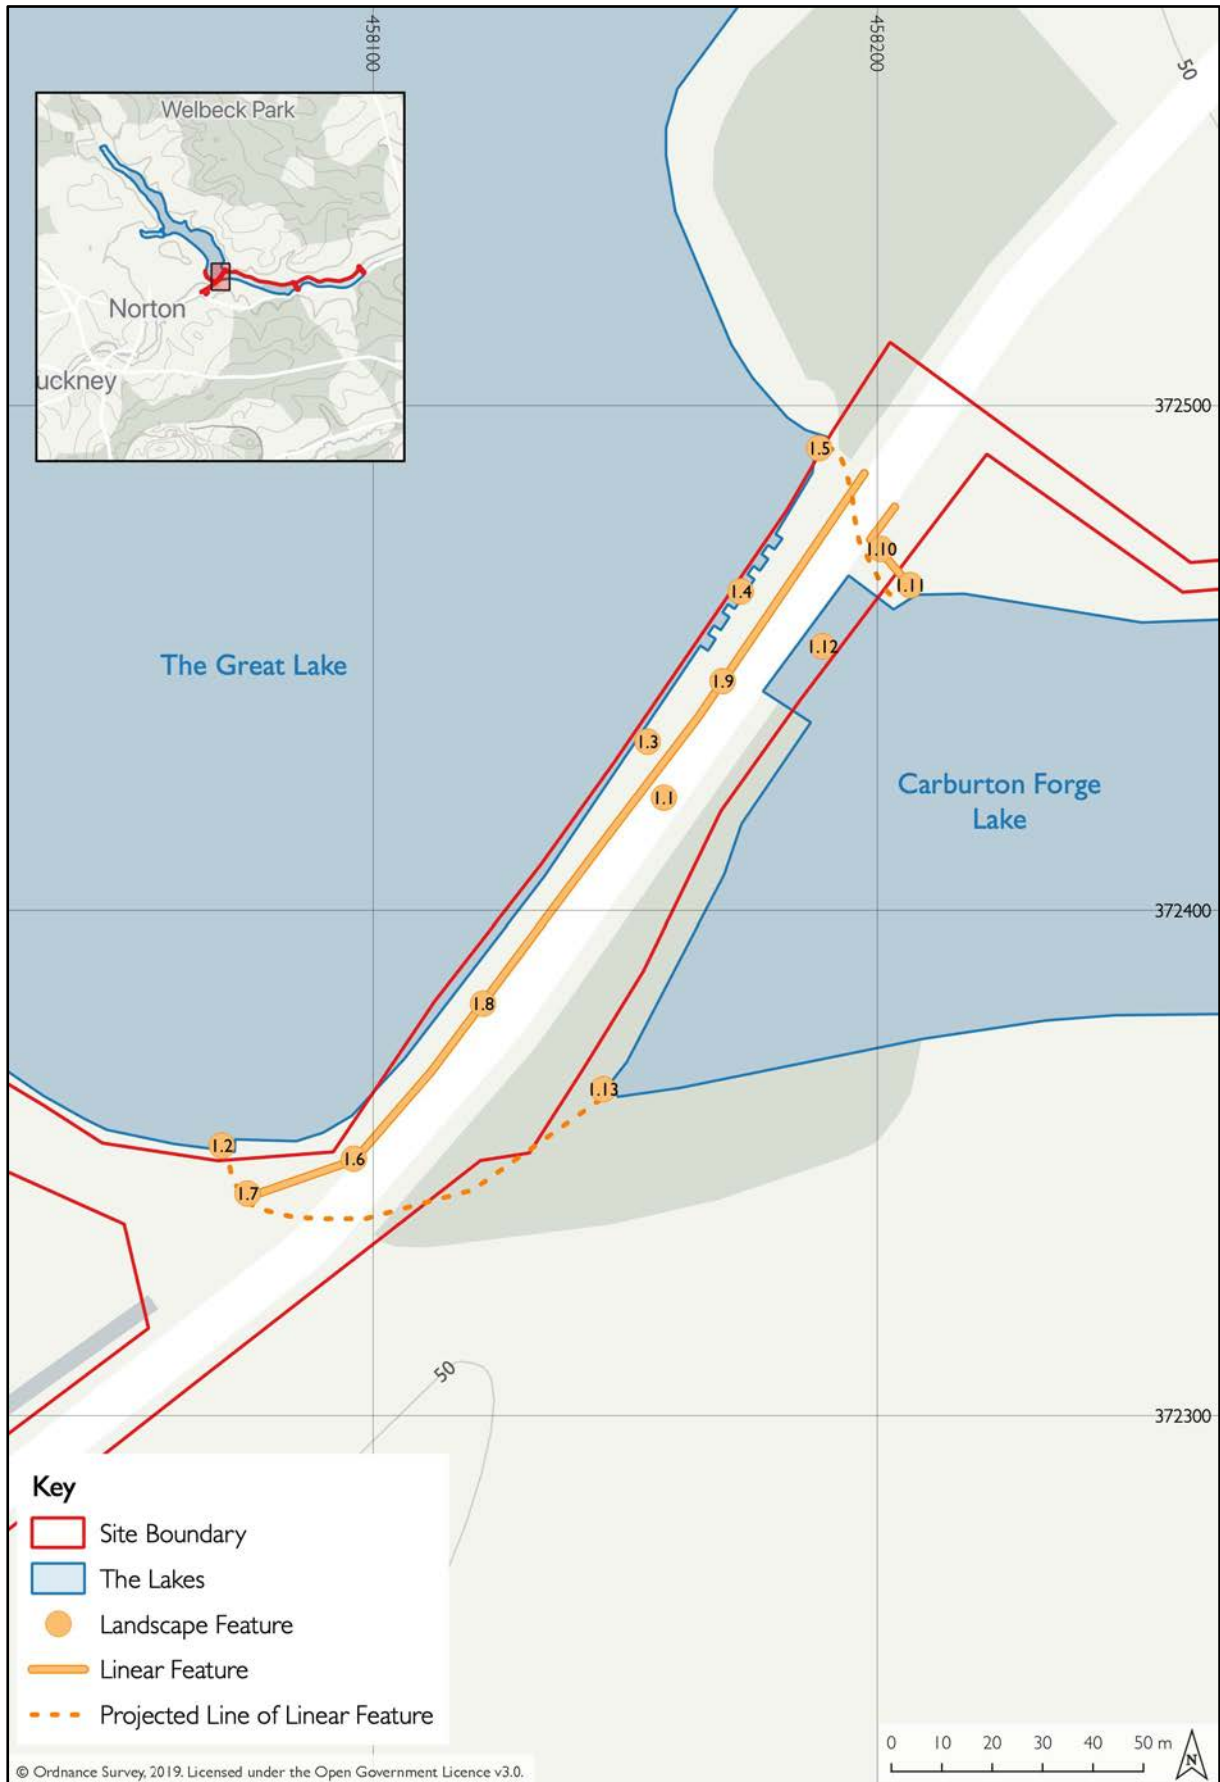 458100
458200
50
Welbeck Park
Norton
uckney
372500
1.5
1.10
1.11
1.4
1.12
The Great Lake
1.9
1.3
Carburton Forge
Lake
1.1
372400
1.8
1.13
1.2
1.6
1.7
50
372300
Key
Site Boundary
The Lakes
Landscape Feature
Linear Feature
Projected Line of Linear Feature
0 10 20 30 40 50 m
N
© Ordnance Survey, 2019. Licensed under the Open Government Licence v3.0.